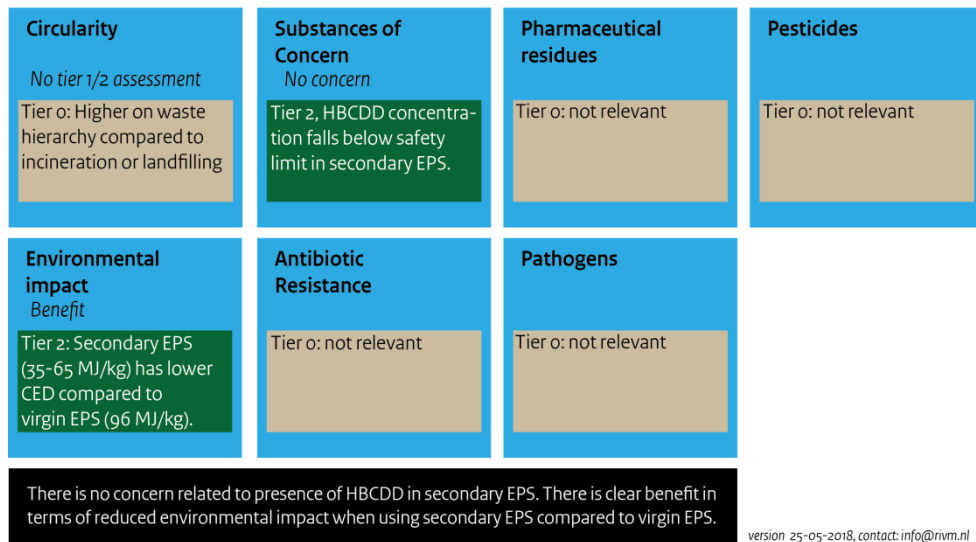 Circularity
No tier 1/2 assessment
Tier 0: Higher on waste
hierarchy compared to
incineration or landfilling
Substances of
Concern
No concern
Tier 2, HBCDD concentra-
tion falls below safety
limit in secondary EPS.
Pharmaceutical
residues
Tier 0: not relevant
Pesticides
Tier 0: not relevant
Environmental
impact
Benefit
Tier 2: Secondary EPS
(35-65 MJ/kg) has lower
CED compared to
virgin EPS (96 MJ/kg).
Antibiotic
Resistance
Tier 0: not relevant
Pathogens
Tier 0: not relevant
There is no concern related to presence of HBCDD in secondary EPS. There is clear benefit in
terms of reduced environmental impact when using secondary EPS compared to virgin EPS.
version 25-05-2018, contact: info@rivm.nl